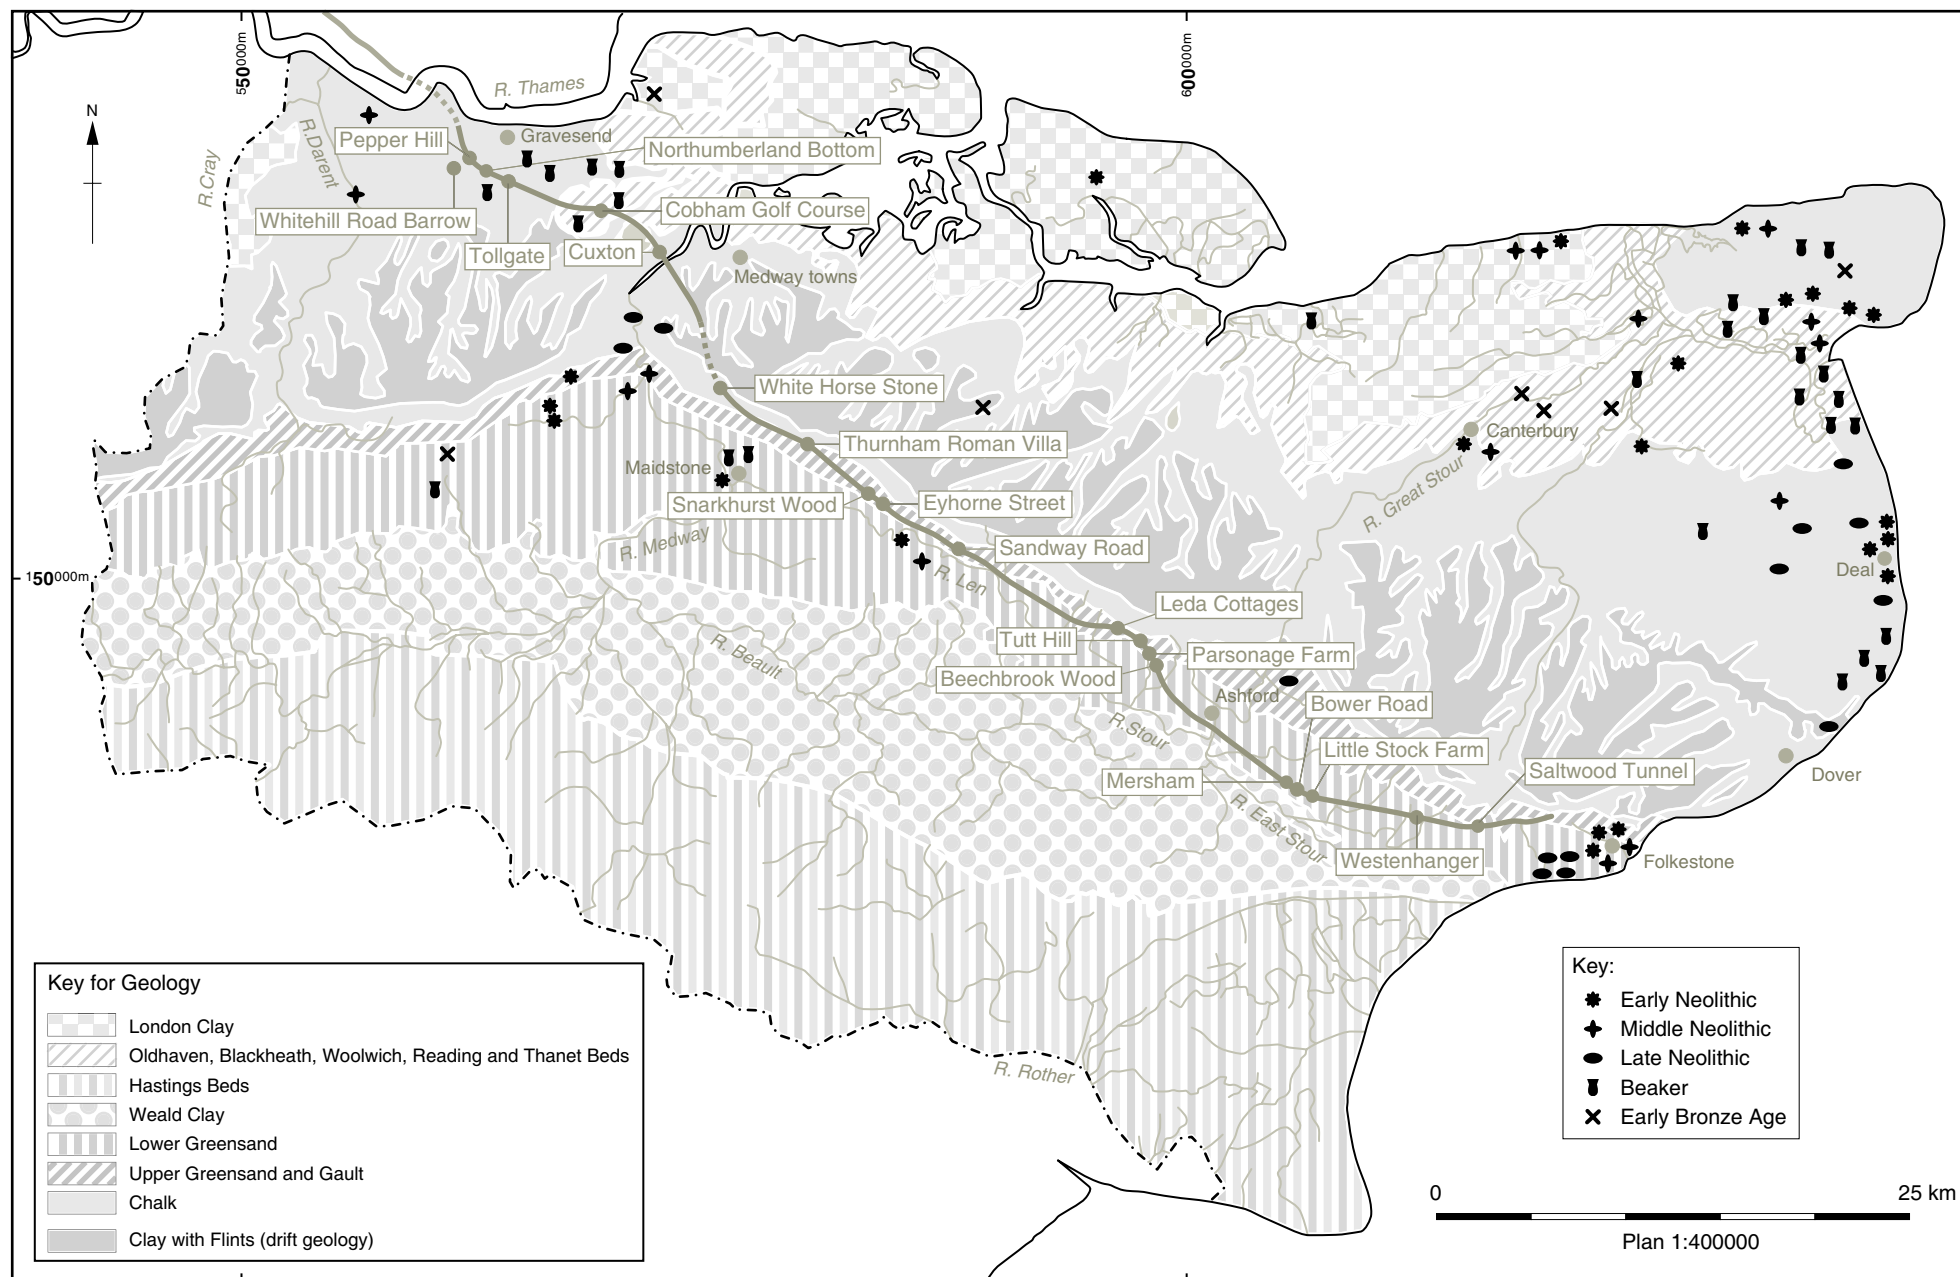 550000m
600000m
N
R. Thames
R.Cray
R.Darent
Pepper Hill
Gravesend
Northumberland Bottom
Whitehill Road Barrow
Cobham Golf Course
Tollgate
Cuxton
Medway towns
White Horse Stone
Thurnham Roman Villa
Canterbury
Maidstone
Snarkhurst Wood
Eyhorne Street
R. Great Stour
R. Medway
Sandway Road
150000m
R. Len
Deal
Leda Cottages
Tutt Hill
R. Beault
Parsonage Farm
Beechbrook Wood
Ashford
Bower Road
R.Stour
Little Stock Farm
Mersham
Saltwood Tunnel
Dover
R. East Stour
Westenhanger
Folkestone
R. Rother
Key for Geology
London Clay
Oldhaven, Blackheath, Woolwich, Reading and Thanet Beds
Hastings Beds
Weald Clay
Lower Greensand
Upper Greensand and Gault
Chalk
Clay with Flints (drift geology)
Key:
Early Neolithic
Middle Neolithic
Late Neolithic
Beaker
Early Bronze Age
0 25 km
Plan 1:400000